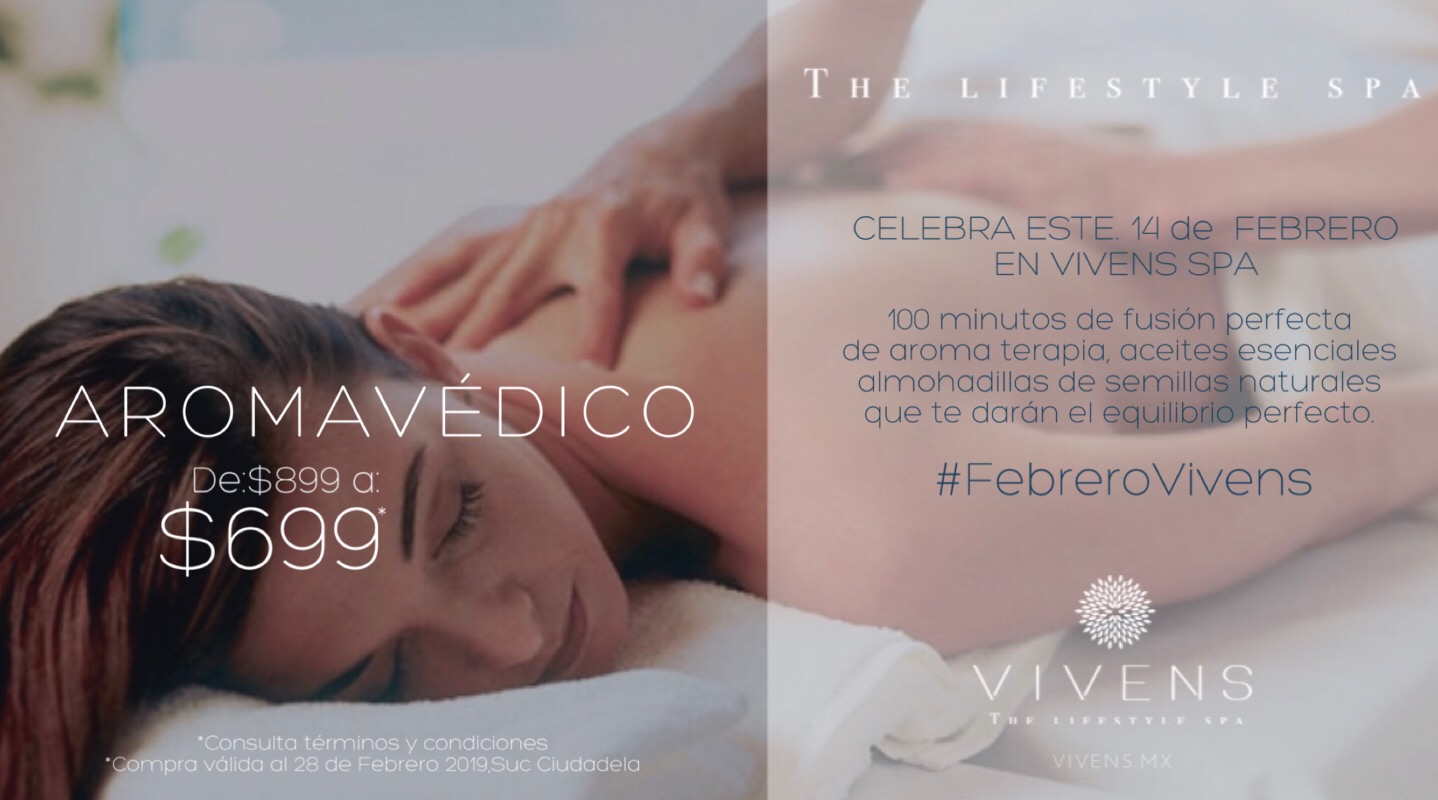 AROMAVÉDICO
De:$899 a:
$699*
*Consulta términos y condiciones
*Compra válida al 28 de Febrero 2019,Suc Ciudadela
THE LIFESTYLE SPA
CELEBRA ESTE. 14 de FEBRERO
EN VIVENS SPA
100 minutos de fusión perfecta
de aroma terapia, aceites esenciales
almohadillas de semillas naturales
que te darán el equilibrio perfecto.
#FebreroVivens
VIVENS
THE LIFESTYLE SPA
VIVENS.MX